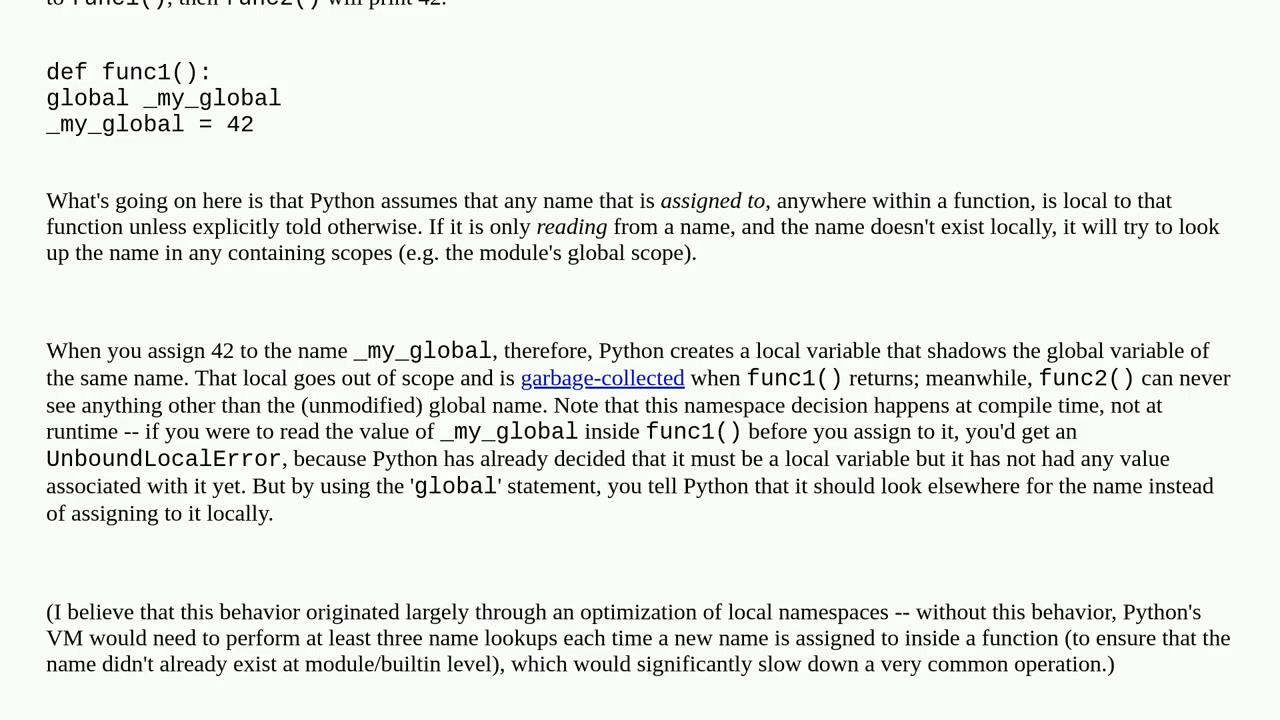 to func1(), then func2() will print 42.
def func1():
global _my_global
_my_global = 42
What's going on here is that Python assumes that any name that is assigned to, anywhere within a function, is local to that
function unless explicitly told otherwise. If it is only reading from a name, and the name doesn't exist locally, it will try to look
up the name in any containing scopes (e.g. the module's global scope).
When you assign 42 to the name _my_global, therefore, Python creates a local variable that shadows the global variable of
the same name. That local goes out of scope and is garbage-collected when func1() returns; meanwhile, func2() can never
see anything other than the (unmodified) global name. Note that this namespace decision happens at compile time, not at
runtime -- if you were to read the value of _my_global inside func1() before you assign to it, you'd get an
UnboundLocalError, because Python has already decided that it must be a local variable but it has not had any value
associated with it yet. But by using the 'global' statement, you tell Python that it should look elsewhere for the name instead
of assigning to it locally.
(I believe that this behavior originated largely through an optimization of local namespaces -- without this behavior, Python's
VM would need to perform at least three name lookups each time a new name is assigned to inside a function (to ensure that the
name didn't already exist at module/builtin level), which would significantly slow down a very common operation.)